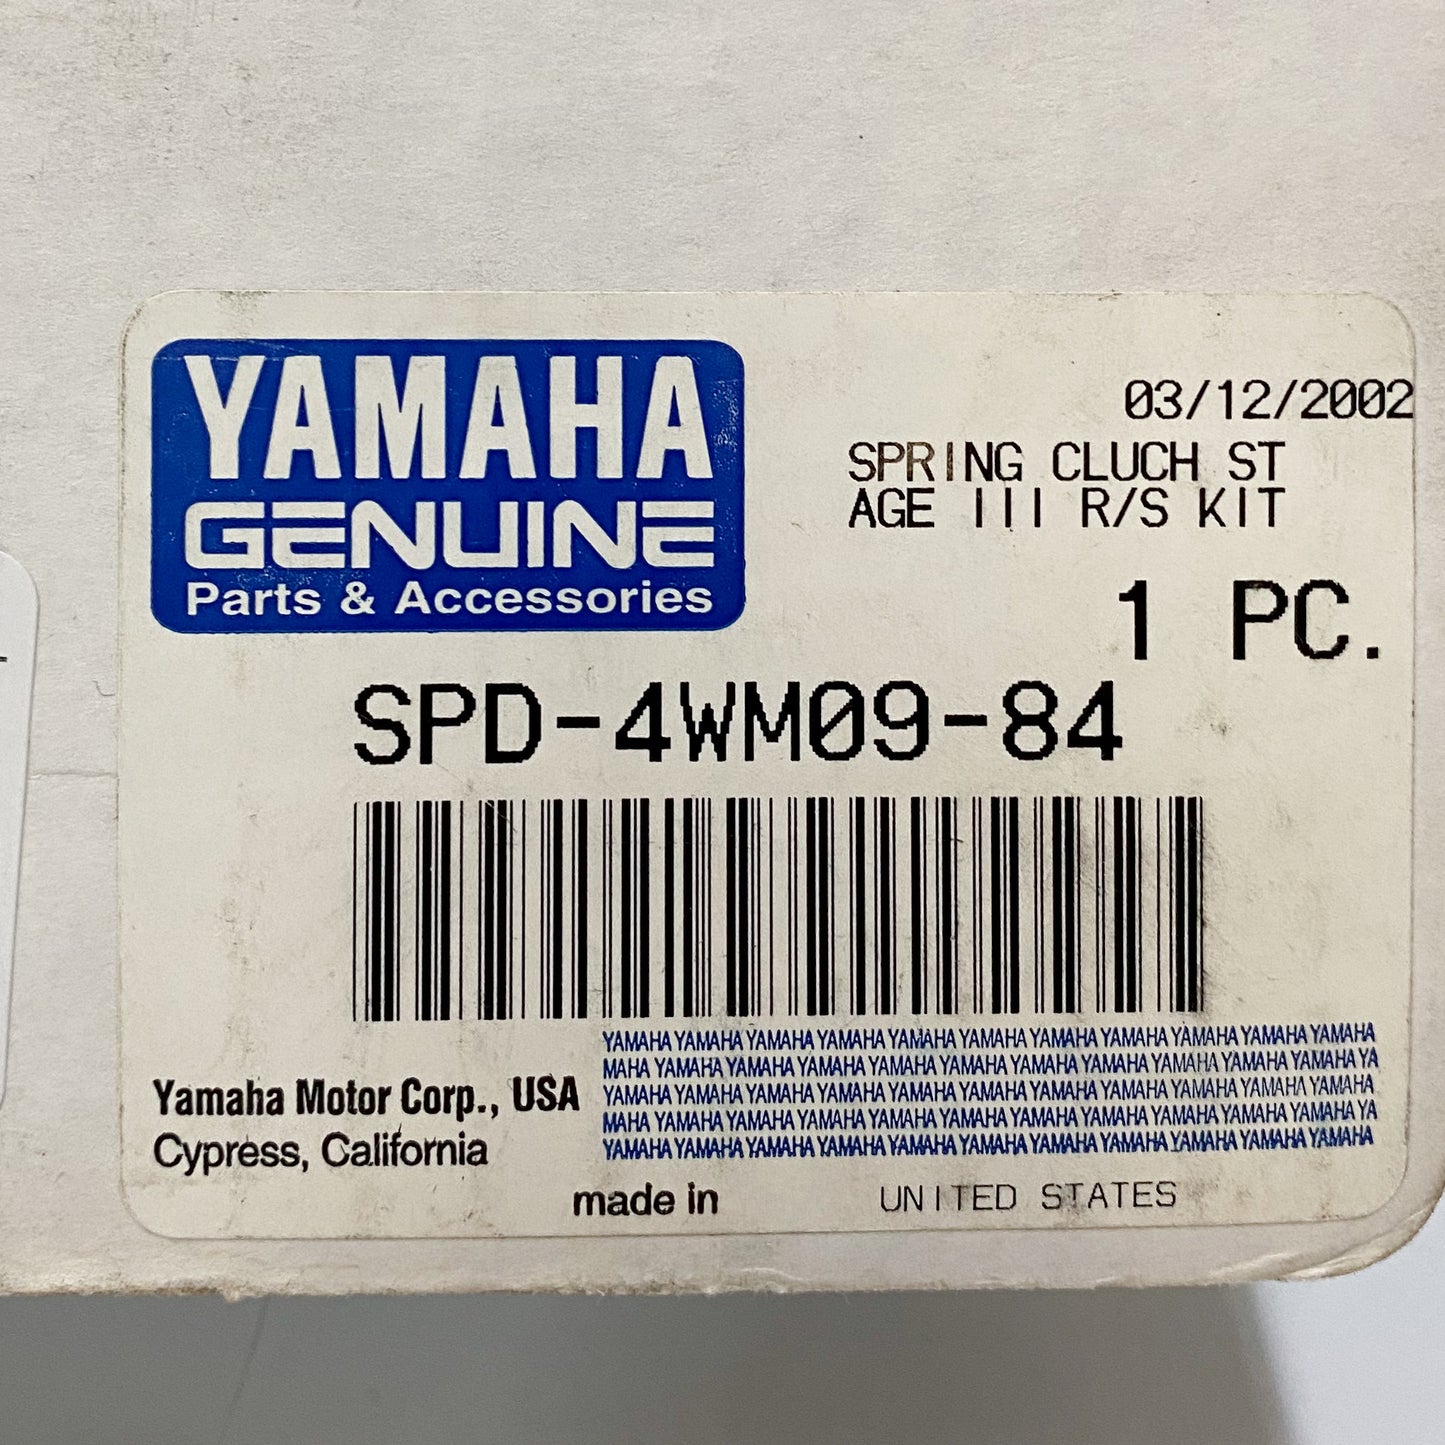 YAMAHA
GENUINE
Parts & Accessories
03/12/2002
SPRING CLUCH ST
AGE III R/S KIT
1 PC.
SPD-4WM09-84
YAMAHA YAMAHA YAMAHA YAMAHA YAMAHA YAMAHA YAMAHA YAMAHA YAMAHA YAMAHA YAMAHA
MAHA YAMAHA YAMAHA YAMAHA YAMAHA YAMAHA YAMAHA YAMAHA YAMAHA YAMAHA YAMAHA YA
YAMAHA YAMAHA YAMAHA YAMAHA YAMAHA YAMAHA YAMAHA YAMAHA YAMAHA YAMAHA YAMAHA
MAHA YAMAHA YAMAHA YAMAHA YAMAHA YAMAHA YAMAHA YAMAHA YAMAHA YAMAHA YAMAHA YA
YAMAHA YAMAHA YAMAHA YAMAHA YAMAHA YAMAHA YAMAHA YAMAHA YAMAHA YAMAHA YAMAHA
Yamaha Motor Corp., USA
Cypress, California
made in UNITED STATES